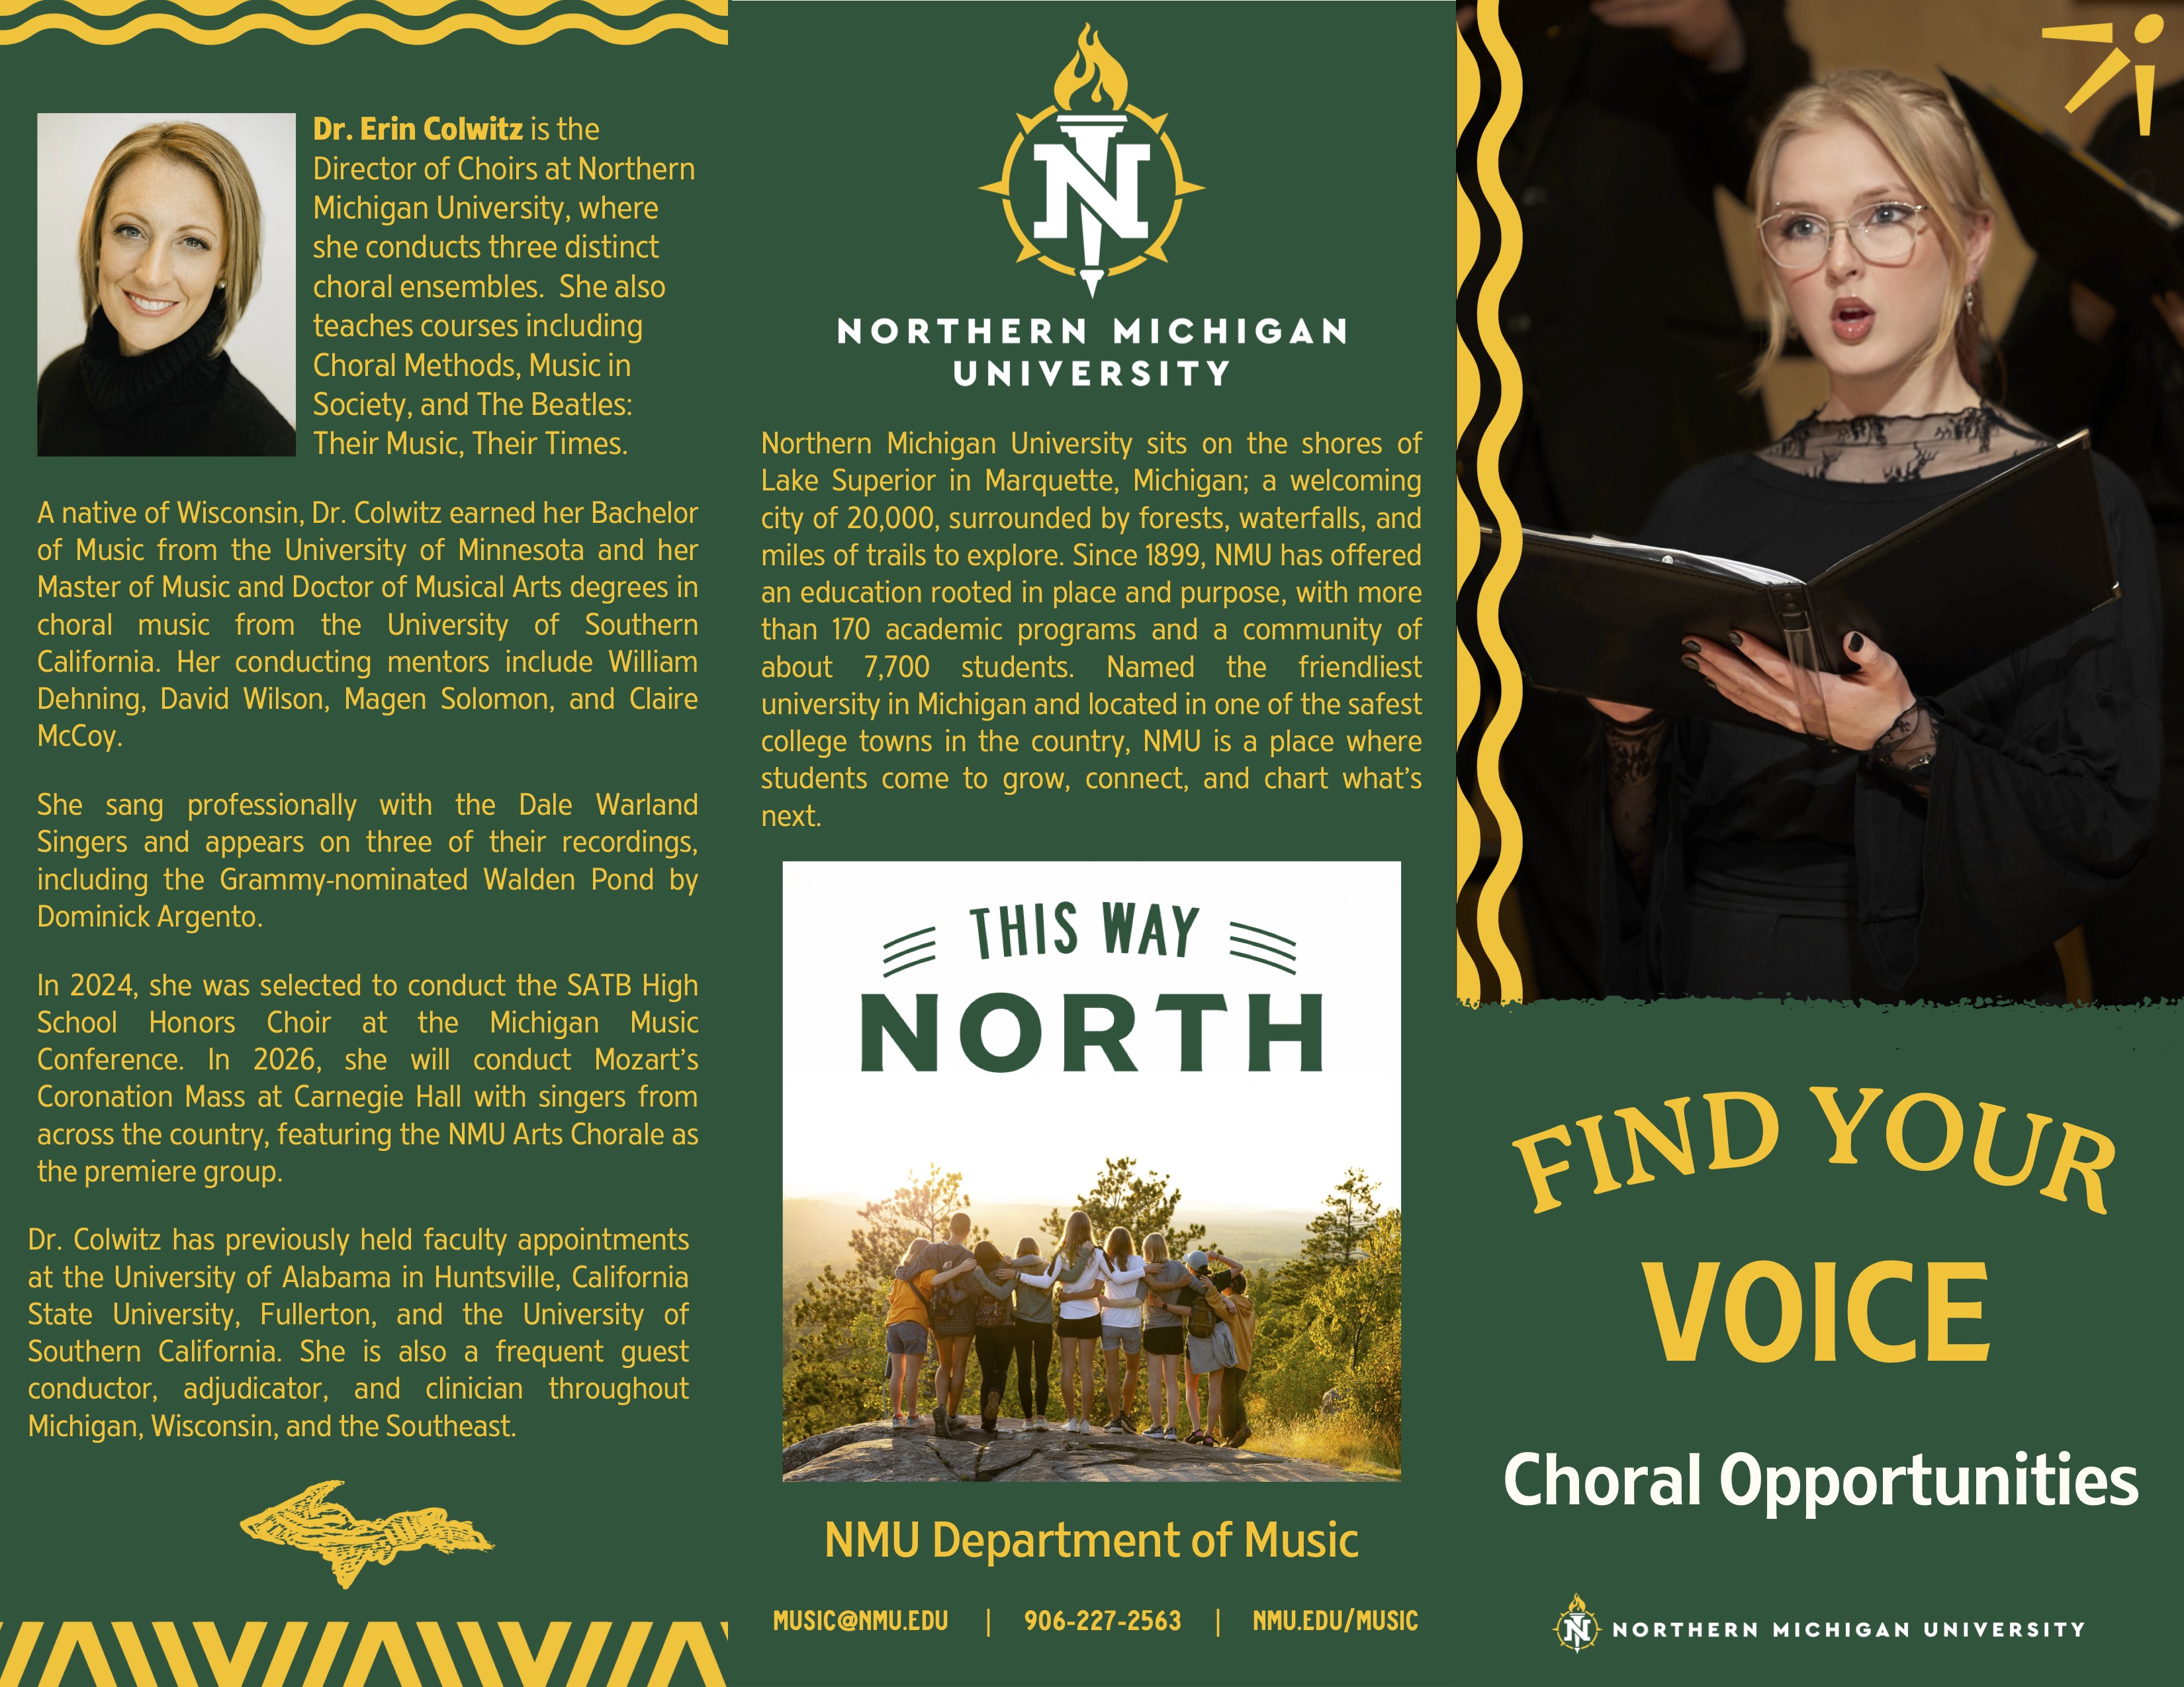 Dr. Erin Colwitz is the
Director of Choirs at Northern
Michigan University, where
she conducts three distinct
choral ensembles.  She also
teaches courses including
Choral Methods, Music in
Society, and The Beatles:
Their Music, Their Times.
A native of Wisconsin, Dr. Colwitz earned her Bachelor
of Music from the University of Minnesota and her
Master of Music and Doctor of Musical Arts degrees in
choral music from the University of Southern
California. Her conducting mentors include William
Dehning, David Wilson, Magen Solomon, and Claire
McCoy.
She sang professionally with the Dale Warland
Singers and appears on three of their recordings,
including the Grammy-nominated Walden Pond by
Dominick Argento.
In 2024, she was selected to conduct the SATB High
School Honors Choir at the Michigan Music
Conference. In 2026, she will conduct Mozart’s
Coronation Mass at Carnegie Hall with singers from
across the country, featuring the NMU Arts Chorale as
the premiere group.
Dr. Colwitz has previously held faculty appointments
at the University of Alabama in Huntsville, California
State University, Fullerton, and the University of
Southern California. She is also a frequent guest
conductor, adjudicator, and clinician throughout
Michigan, Wisconsin, and the Southeast.
N
NORTHERN MICHIGAN
UNIVERSITY
Northern Michigan University sits on the shores of
Lake Superior in Marquette, Michigan; a welcoming
city of 20,000, surrounded by forests, waterfalls, and
miles of trails to explore. Since 1899, NMU has offered
an education rooted in place and purpose, with more
than 170 academic programs and a community of
about 7,700 students. Named the friendliest
university in Michigan and located in one of the safest
college towns in the country, NMU is a place where
students come to grow, connect, and chart what’s
next.
THIS WAY
NORTH
NMU Department of Music
MUSIC@NMU.EDU | 906-227-2563 | NMU.EDU/MUSIC
FIND YOUR
VOICE
Choral Opportunities
N NORTHERN MICHIGAN UNIVERSITY